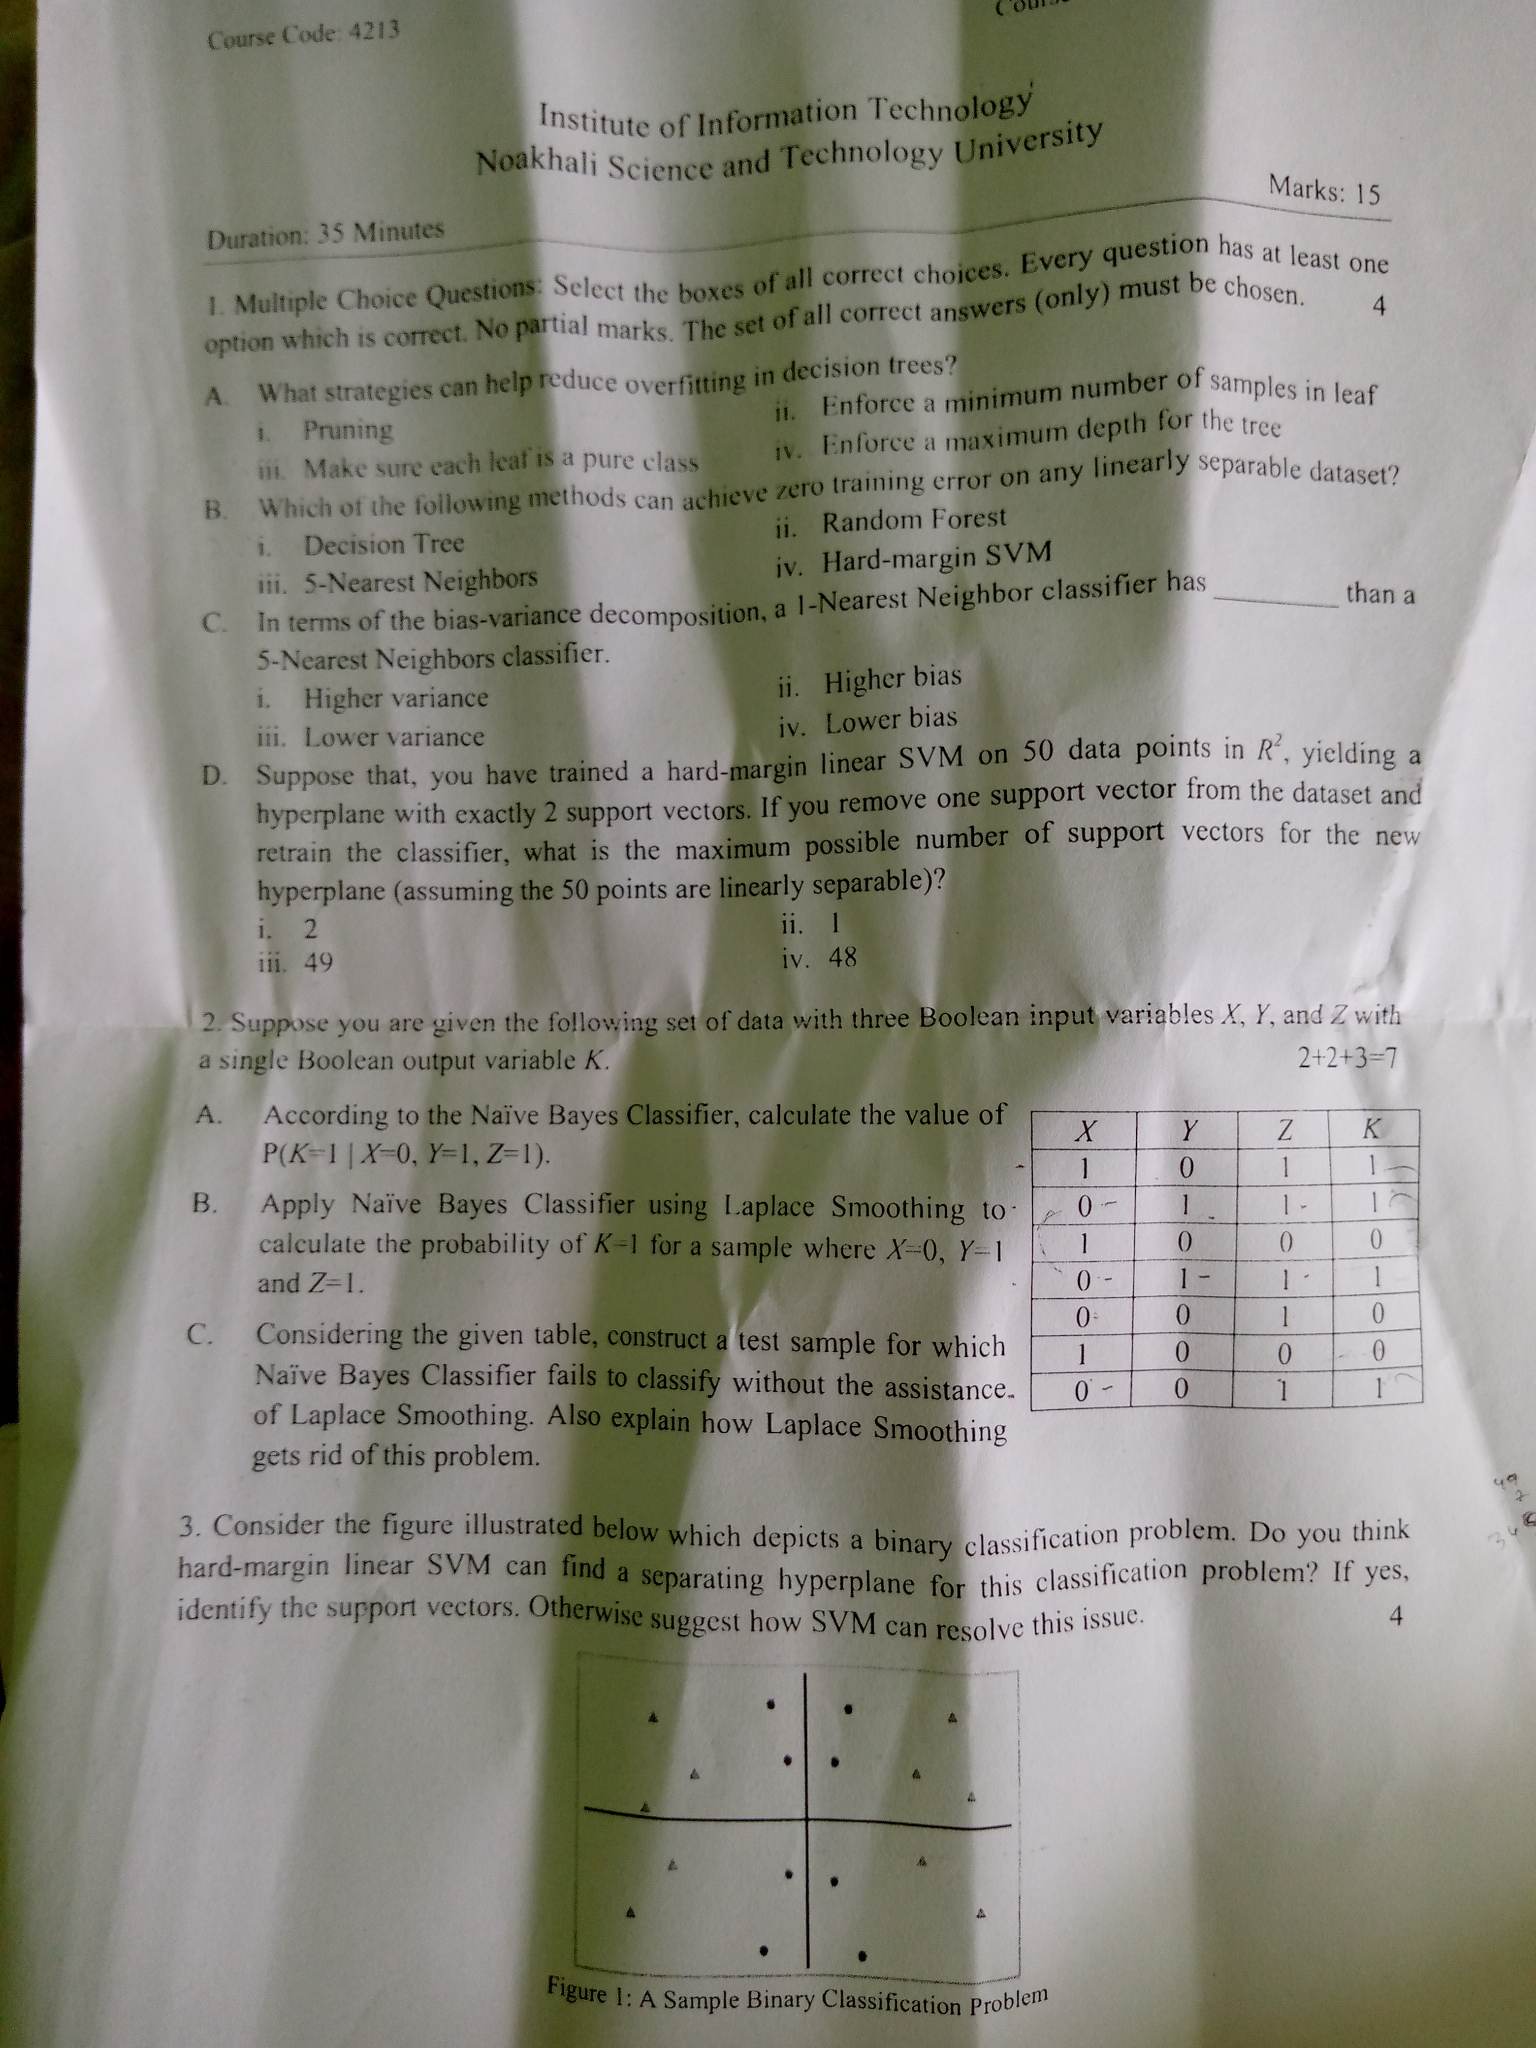 Course Code: 4213
Institute of Information Technology
Noakhali Science and Technology University
Marks: 15
Duration: 35 Minutes
1. Multiple Choice Questions: Select the boxes of all correct choices. Every question has at least one
option which is correct. No partial marks. The set of all correct answers (only) must be chosen. 4
A. What strategies can help reduce overfitting in decision trees?
i. Pruning ii. Enforce a minimum number of samples in leaf
iii. Make sure each leaf is a pure class iv. Enforce a maximum depth for the tree
B. Which of the following methods can achieve zero training error on any linearly separable dataset?
i. Decision Tree ii. Random Forest
iii. 5-Nearest Neighbors iv. Hard-margin SVM
C. In terms of the bias-variance decomposition, a 1-Nearest Neighbor classifier has ________ than a
5-Nearest Neighbors classifier.
i. Higher variance ii. Higher bias
iii. Lower variance iv. Lower bias
D. Suppose that, you have trained a hard-margin linear SVM on 50 data points in R², yielding a
hyperplane with exactly 2 support vectors. If you remove one support vector from the dataset and
retrain the classifier, what is the maximum possible number of support vectors for the new
hyperplane (assuming the 50 points are linearly separable)?
i. 2 ii. 1
iii. 49 iv. 48
2. Suppose you are given the following set of data with three Boolean input variables X, Y, and Z with
a single Boolean output variable K. 2+2+3=7
A. According to the Naïve Bayes Classifier, calculate the value of
P(K=1 | X=0, Y=1, Z=1).
B. Apply Naïve Bayes Classifier using Laplace Smoothing to
calculate the probability of K=1 for a sample where X=0, Y=1
and Z=1.
C. Considering the given table, construct a test sample for which
Naïve Bayes Classifier fails to classify without the assistance
of Laplace Smoothing. Also explain how Laplace Smoothing
gets rid of this problem.
X Y Z K
1 0 1 1
0 1 1 1
1 0 0 0
0 1 1 1
0 0 1 0
1 0 0 0
0 0 1 1
3. Consider the figure illustrated below which depicts a binary classification problem. Do you think
hard-margin linear SVM can find a separating hyperplane for this classification problem? If yes,
identify the support vectors. Otherwise suggest how SVM can resolve this issue. 4
Figure 1: A Sample Binary Classification Problem